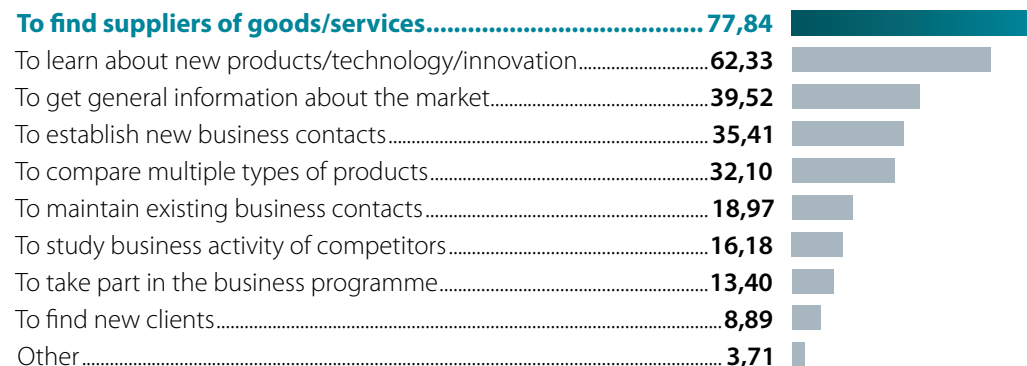 To find suppliers of goods/services 77,84
To learn about new products/technology/innovation 62,33
To get general information about the market 39,52
To establish new business contacts 35,41
To compare multiple types of products 32,10
To maintain existing business contacts 18,97
To study business activity of competitors 16,18
To take part in the business programme 13,40
To find new clients 8,89
Other 3,71